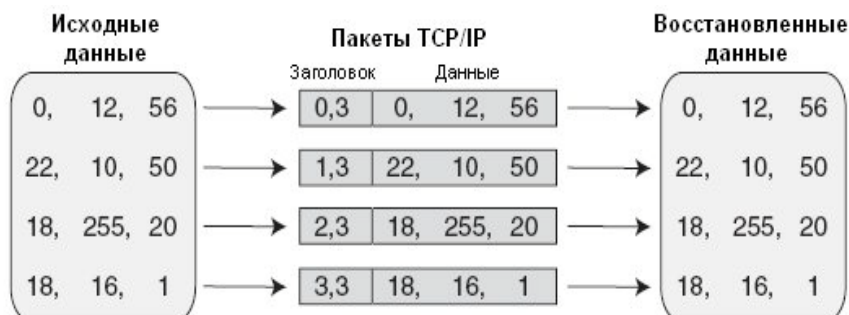 Исходные данные
Пакеты TCP/IP
Восстановленные данные
Заголовок Данные
0, 12, 56 0,3 0, 12, 56 0, 12, 56
22, 10, 50 1,3 22, 10, 50 22, 10, 50
18, 255, 20 2,3 18, 255, 20 18, 255, 20
18, 16, 1 3,3 18, 16, 1 18, 16, 1